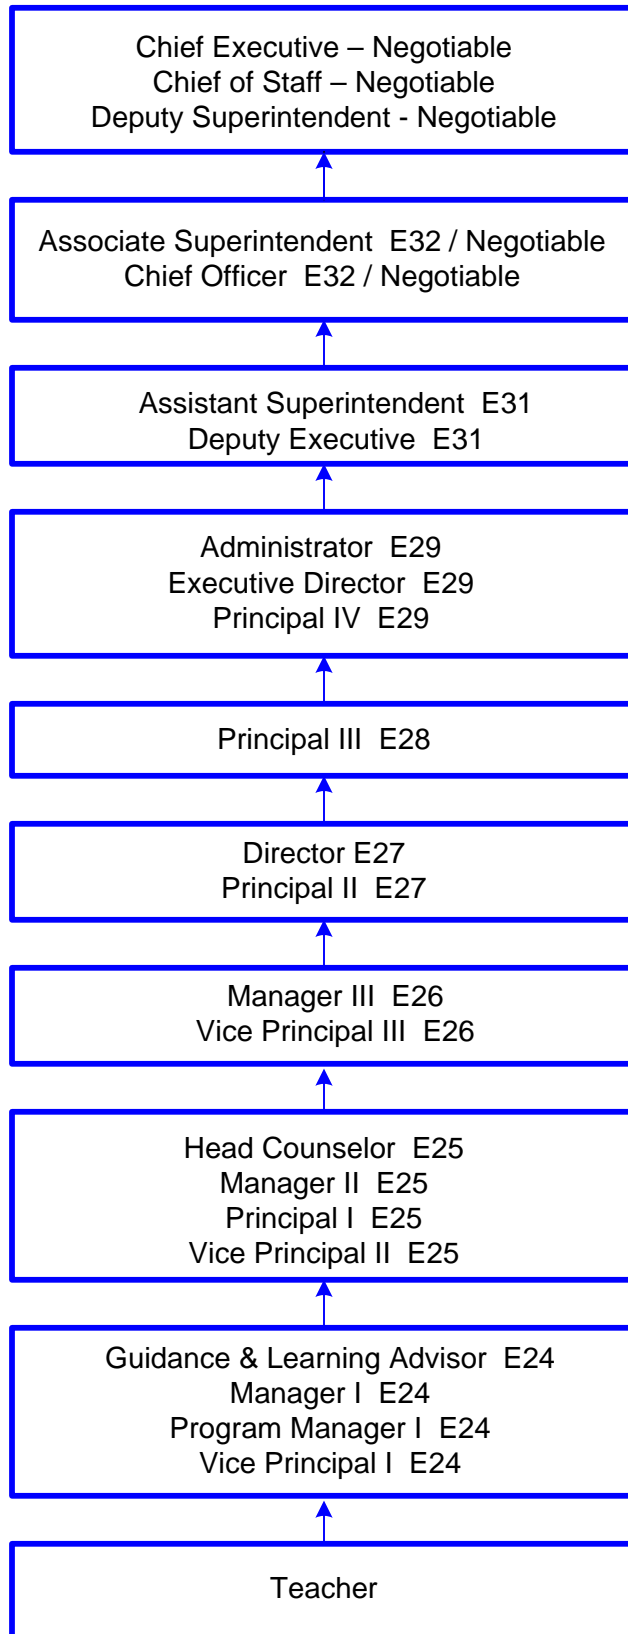 Chief Executive – Negotiable
Chief of Staff – Negotiable
Deputy Superintendent - Negotiable
Associate Superintendent  E32 / Negotiable
Chief Officer  E32 / Negotiable
Assistant Superintendent  E31
Deputy Executive  E31
Administrator  E29
Executive Director  E29
Principal IV  E29
Principal III  E28
Director E27
Principal II  E27
Manager III  E26
Vice Principal III  E26
Head Counselor  E25
Manager II  E25
Principal I  E25
Vice Principal II  E25
Guidance & Learning Advisor  E24
Manager I  E24
Program Manager I  E24
Vice Principal I  E24
Teacher